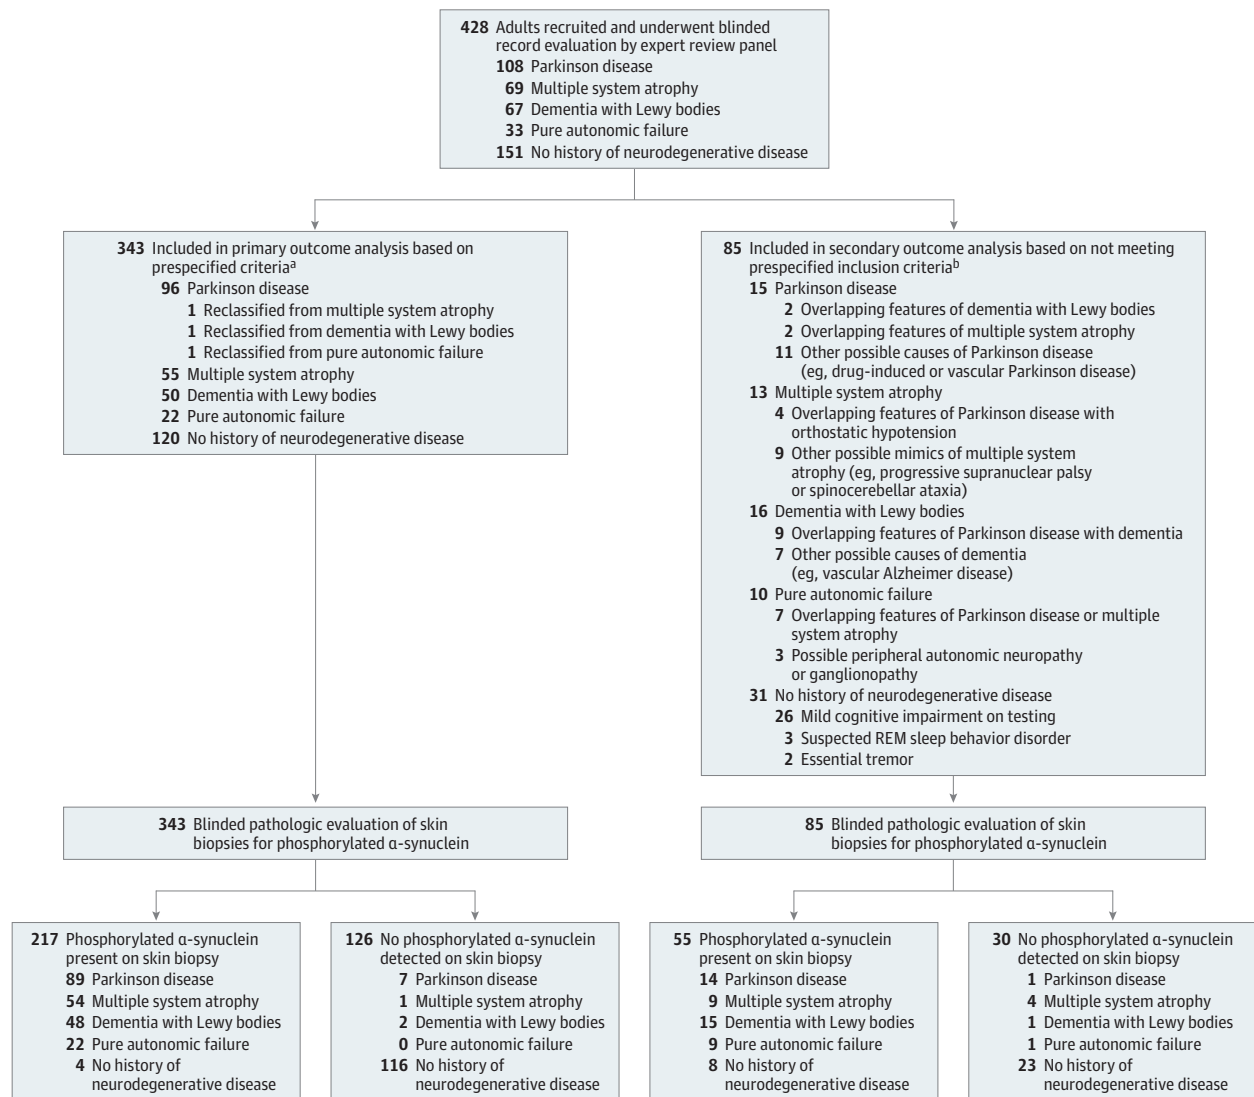 428 Adults recruited and underwent blinded
record evaluation by expert review panel
108 Parkinson disease
69 Multiple system atrophy
67 Dementia with Lewy bodies
33 Pure autonomic failure
151 No history of neurodegenerative disease
343 Included in primary outcome analysis based on
prespecified criteriaᵃ
96 Parkinson disease
1 Reclassified from multiple system atrophy
1 Reclassified from dementia with Lewy bodies
1 Reclassified from pure autonomic failure
55 Multiple system atrophy
50 Dementia with Lewy bodies
22 Pure autonomic failure
120 No history of neurodegenerative disease
85 Included in secondary outcome analysis based on not meeting
prespecified inclusion criteriaᵇ
15 Parkinson disease
2 Overlapping features of dementia with Lewy bodies
2 Overlapping features of multiple system atrophy
11 Other possible causes of Parkinson disease
(eg, drug-induced or vascular Parkinson disease)
13 Multiple system atrophy
4 Overlapping features of Parkinson disease with
orthostatic hypotension
9 Other possible mimics of multiple system
atrophy (eg, progressive supranuclear palsy
or spinocerebellar ataxia)
16 Dementia with Lewy bodies
9 Overlapping features of Parkinson disease with dementia
7 Other possible causes of dementia
(eg, vascular Alzheimer disease)
10 Pure autonomic failure
7 Overlapping features of Parkinson disease or multiple
system atrophy
3 Possible peripheral autonomic neuropathy
or ganglionopathy
31 No history of neurodegenerative disease
26 Mild cognitive impairment on testing
3 Suspected REM sleep behavior disorder
2 Essential tremor
343 Blinded pathologic evaluation of skin
biopsies for phosphorylated α-synuclein
85 Blinded pathologic evaluation of skin
biopsies for phosphorylated α-synuclein
217 Phosphorylated α-synuclein
present on skin biopsy
89 Parkinson disease
54 Multiple system atrophy
48 Dementia with Lewy bodies
22 Pure autonomic failure
4 No history of
neurodegenerative disease
126 No phosphorylated α-synuclein
detected on skin biopsy
7 Parkinson disease
1 Multiple system atrophy
2 Dementia with Lewy bodies
0 Pure autonomic failure
116 No history of
neurodegenerative disease
55 Phosphorylated α-synuclein
present on skin biopsy
14 Parkinson disease
9 Multiple system atrophy
15 Dementia with Lewy bodies
9 Pure autonomic failure
8 No history of
neurodegenerative disease
30 No phosphorylated α-synuclein
detected on skin biopsy
1 Parkinson disease
4 Multiple system atrophy
1 Dementia with Lewy bodies
1 Pure autonomic failure
23 No history of
neurodegenerative disease